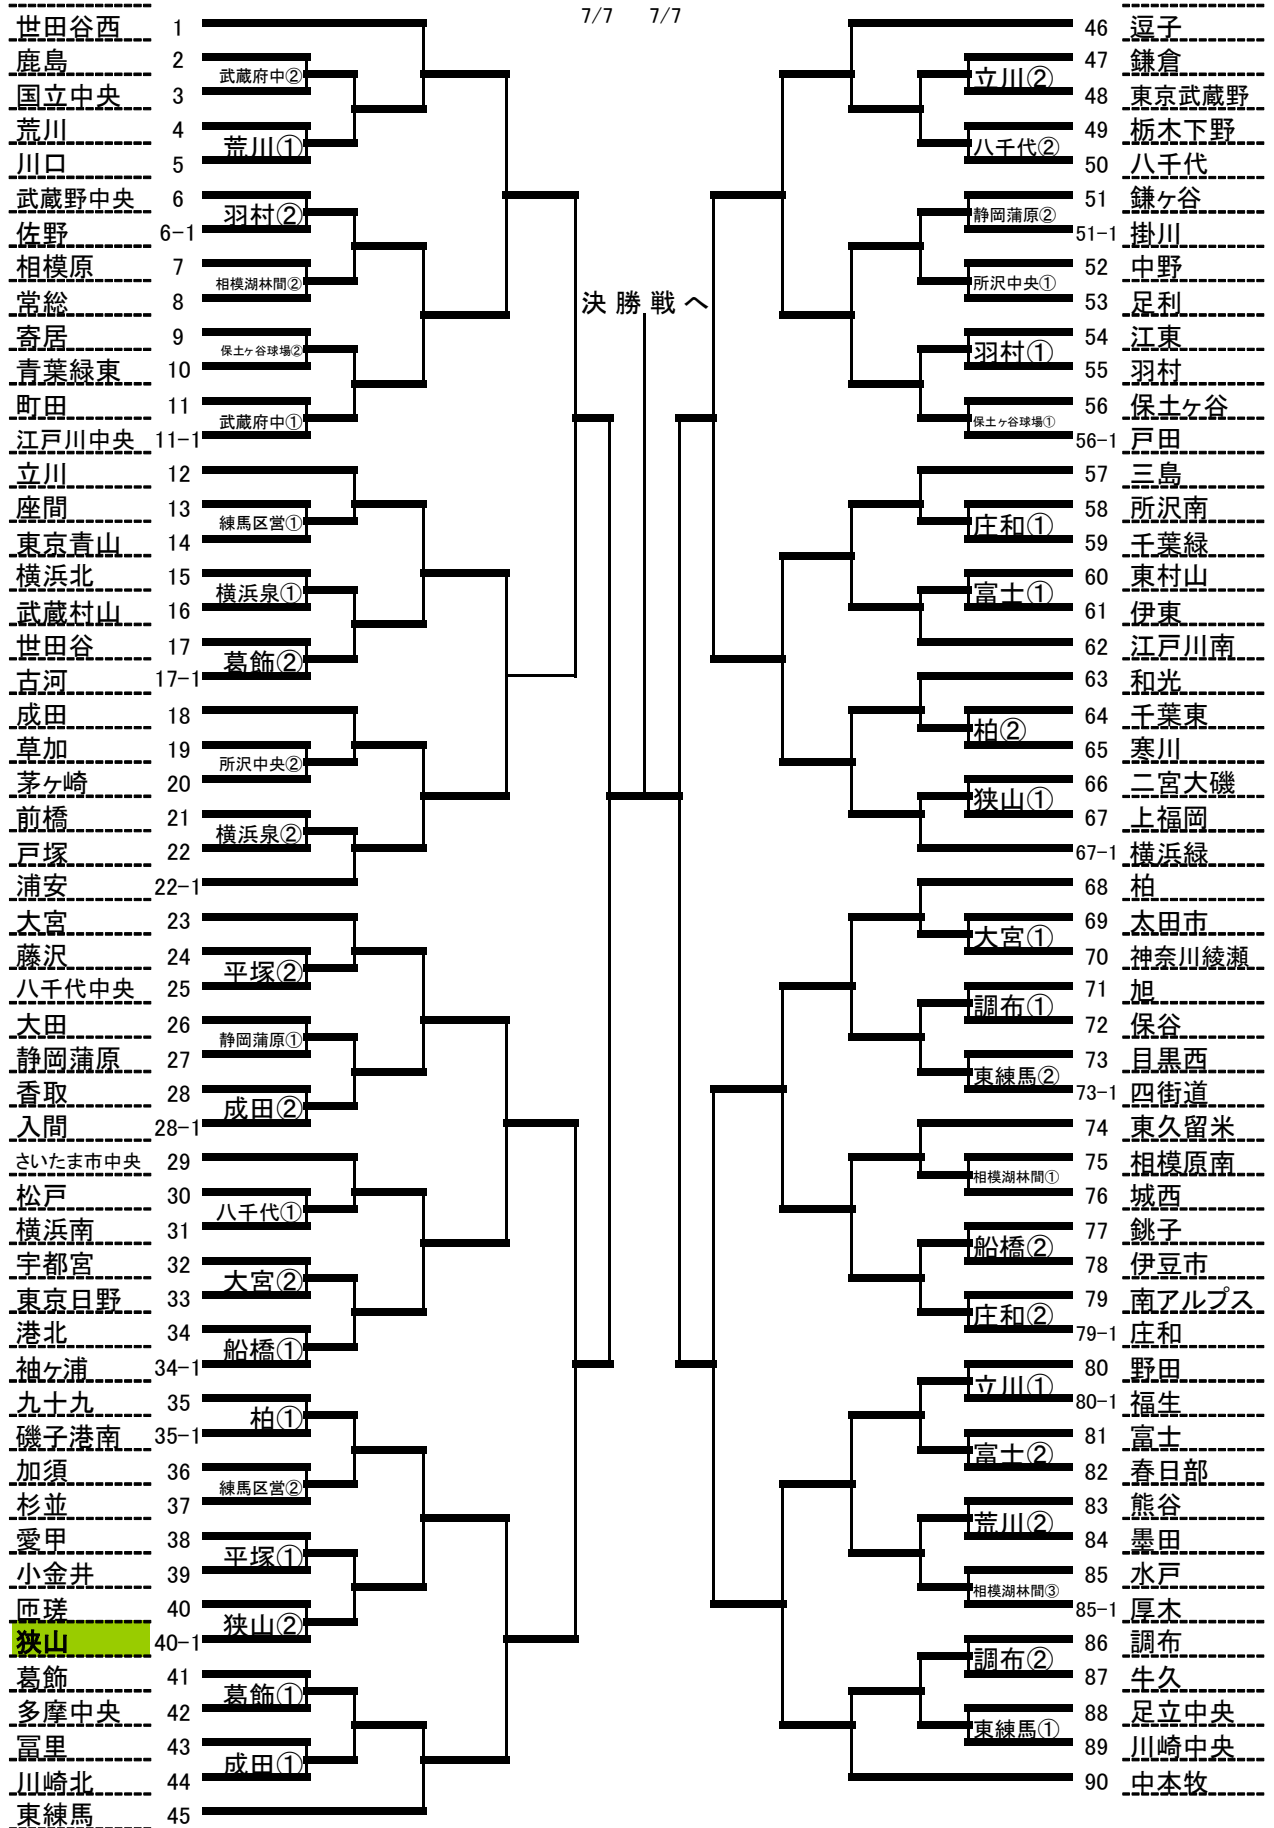 7/7 7/7
決勝戦へ
世田谷西 1
鹿島 2
武蔵府中②
国立中央 3
荒川 4
荒川①
川口 5
武蔵野中央 6
羽村②
佐野 6-1
相模原 7
相模湖林間②
常総 8
寄居 9
保土ヶ谷球場②
青葉緑東 10
町田 11
武蔵府中①
江戸川中央 11-1
立川 12
座間 13
練馬区営①
東京青山 14
横浜北 15
横浜泉①
武蔵村山 16
世田谷 17
葛飾②
古河 17-1
成田 18
草加 19
所沢中央②
茅ヶ崎 20
前橋 21
横浜泉②
戸塚 22
浦安 22-1
大宮 23
藤沢 24
平塚②
八千代中央 25
大田 26
静岡蒲原①
静岡蒲原 27
香取 28
成田②
入間 28-1
さいたま市中央 29
松戸 30
八千代①
横浜南 31
宇都宮 32
大宮②
東京日野 33
港北 34
船橋①
袖ヶ浦 34-1
九十九 35
柏①
磯子港南 35-1
加須 36
練馬区営②
杉並 37
愛甲 38
平塚①
小金井 39
匝瑳 40
狭山②
狭山 40-1
葛飾 41
葛飾①
多摩中央 42
冨里 43
成田①
川崎北 44
東練馬 45
46 逗子
47 鎌倉
立川②
48 東京武蔵野
49 栃木下野
八千代②
50 八千代
51 鎌ヶ谷
静岡蒲原②
51-1 掛川
52 中野
所沢中央①
53 足利
54 江東
羽村①
55 羽村
56 保土ヶ谷
保土ヶ谷球場①
56-1 戸田
57 三島
58 所沢南
庄和①
59 千葉緑
60 東村山
富士①
61 伊東
62 江戸川南
63 和光
64 千葉東
柏②
65 寒川
66 二宮大磯
狭山①
67 上福岡
67-1 横浜緑
68 柏
69 太田市
大宮①
70 神奈川綾瀬
71 旭
調布①
72 保谷
73 目黒西
東練馬②
73-1 四街道
74 東久留米
75 相模原南
相模湖林間①
76 城西
77 銚子
船橋②
78 伊豆市
79 南アルプス
庄和②
79-1 庄和
80 野田
立川①
80-1 福生
81 富士
富士②
82 春日部
83 熊谷
荒川②
84 墨田
85 水戸
相模湖林間③
85-1 厚木
86 調布
調布②
87 牛久
88 足立中央
東練馬①
89 川崎中央
90 中本牧